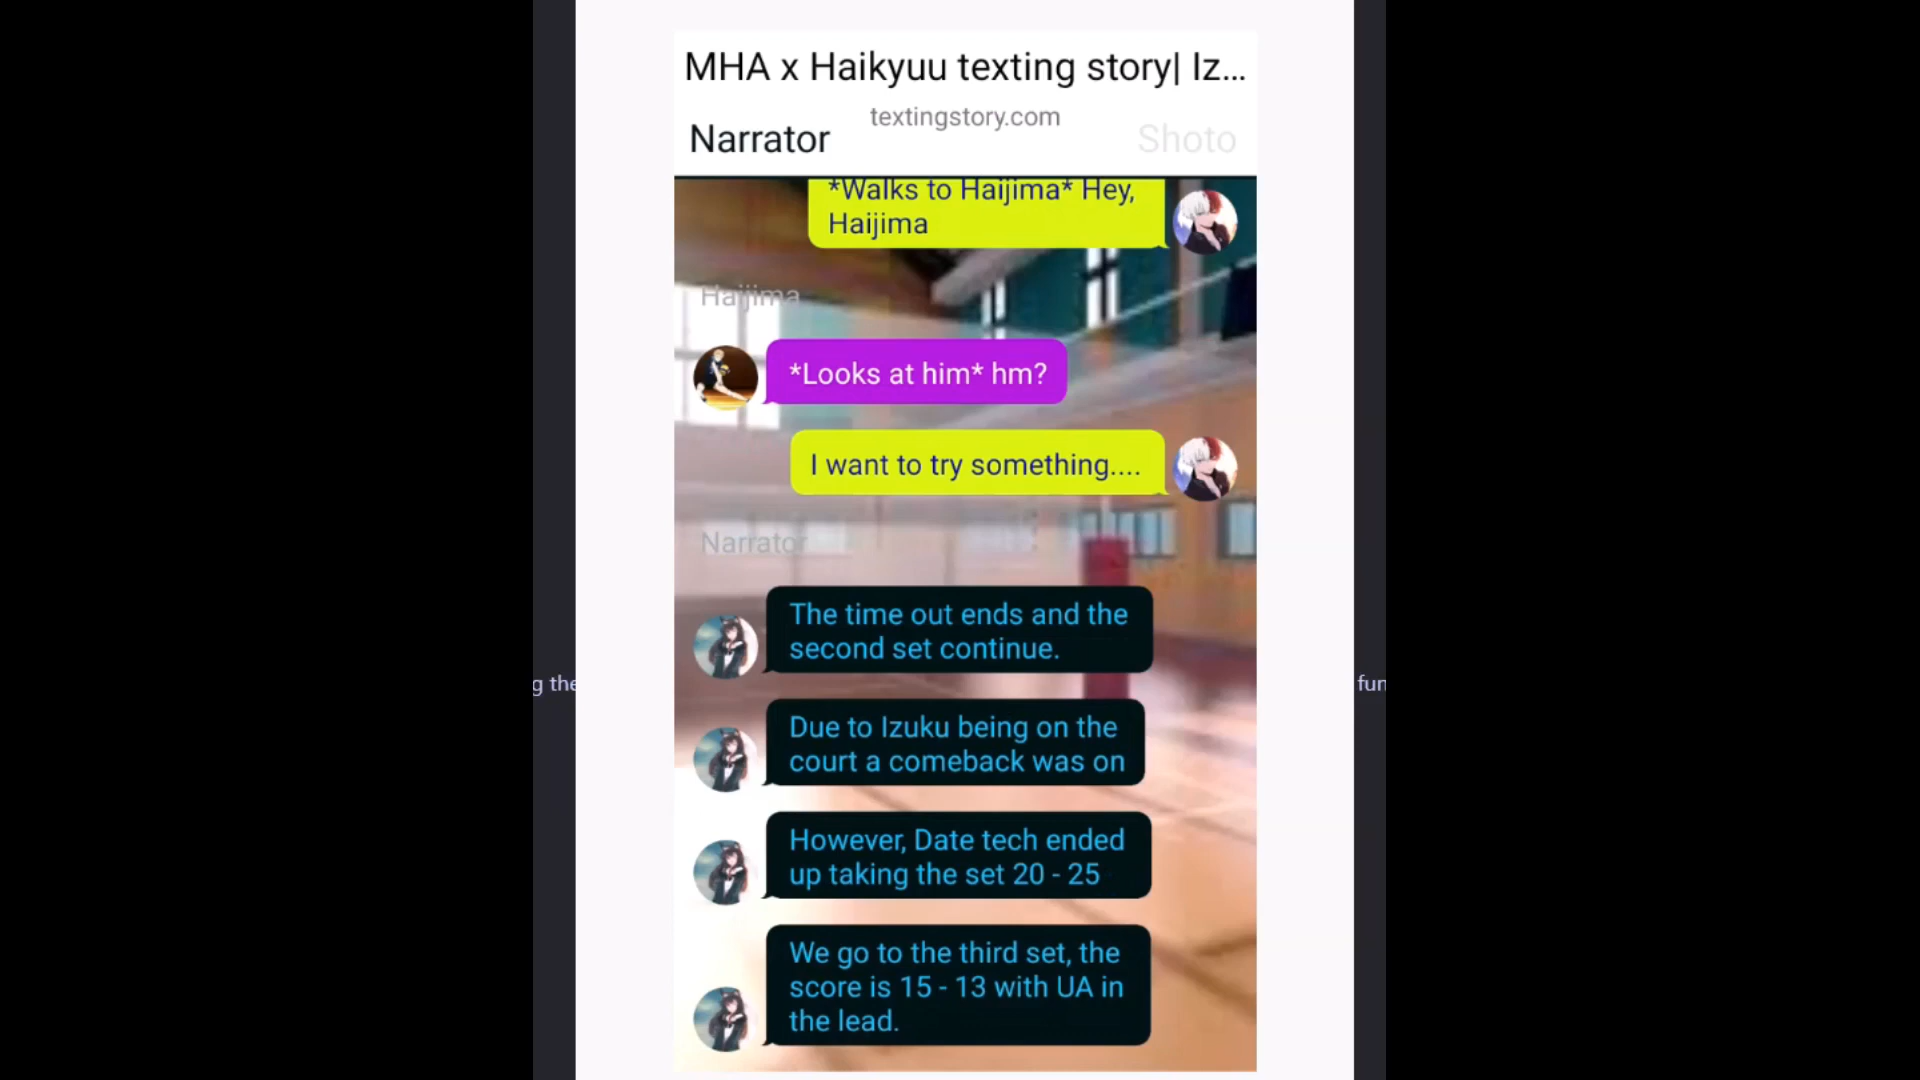 MHA x Haikyuu texting story| Iz...
textingstory.com
Narrator
Shoto
*Walks to Haijima* Hey,
Haijima
Haijima
*Looks at him* hm?
I want to try something....
Narrator
The time out ends and the
second set continue.
g the
fun
Due to Izuku being on the
court a comeback was on
However, Date tech ended
up taking the set 20 - 25
We go to the third set, the
score is 15 - 13 with UA in
the lead.